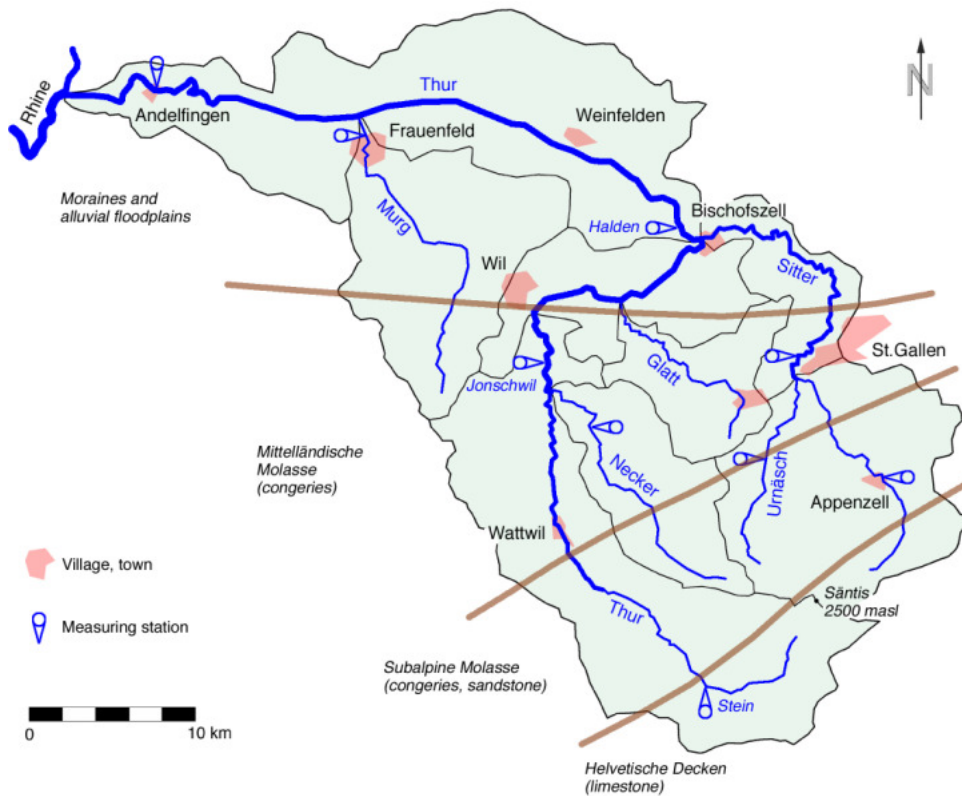 Thur
N
Rhine
Andelfingen
Frauenfeld
Weinfelden
Moraines and
alluvial floodplains
Murg
Halden
Bischofszell
Wil
Sitter
St.Gallen
Jonschwil
Glatt
Mittelländische
Molasse
(congeries)
Necker
Urnäsch
Appenzell
Wattwil
Village, town
Säntis
2500 masl
Thur
Measuring station
Subalpine Molasse
(congeries, sandstone)
Stein
0
10 km
Helvetische Decken
(limestone)